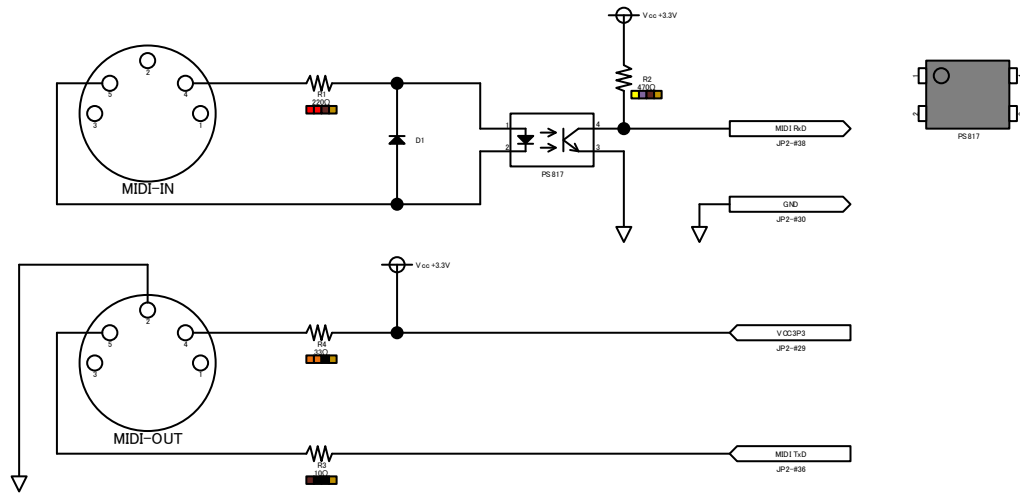 Vcc +3.3V
2
5
4
3
1
MIDI-IN
R1
220Ω
D1
1
2
4
3
PS817
R2
470Ω
MIDI RxD
JP2-#38
GND
JP2-#30
1
2
4
3
PS817
Vcc +3.3V
2
5
4
3
1
MIDI-OUT
R4
33Ω
VCC3P3
JP2-#29
R3
10Ω
MIDI TxD
JP2-#36